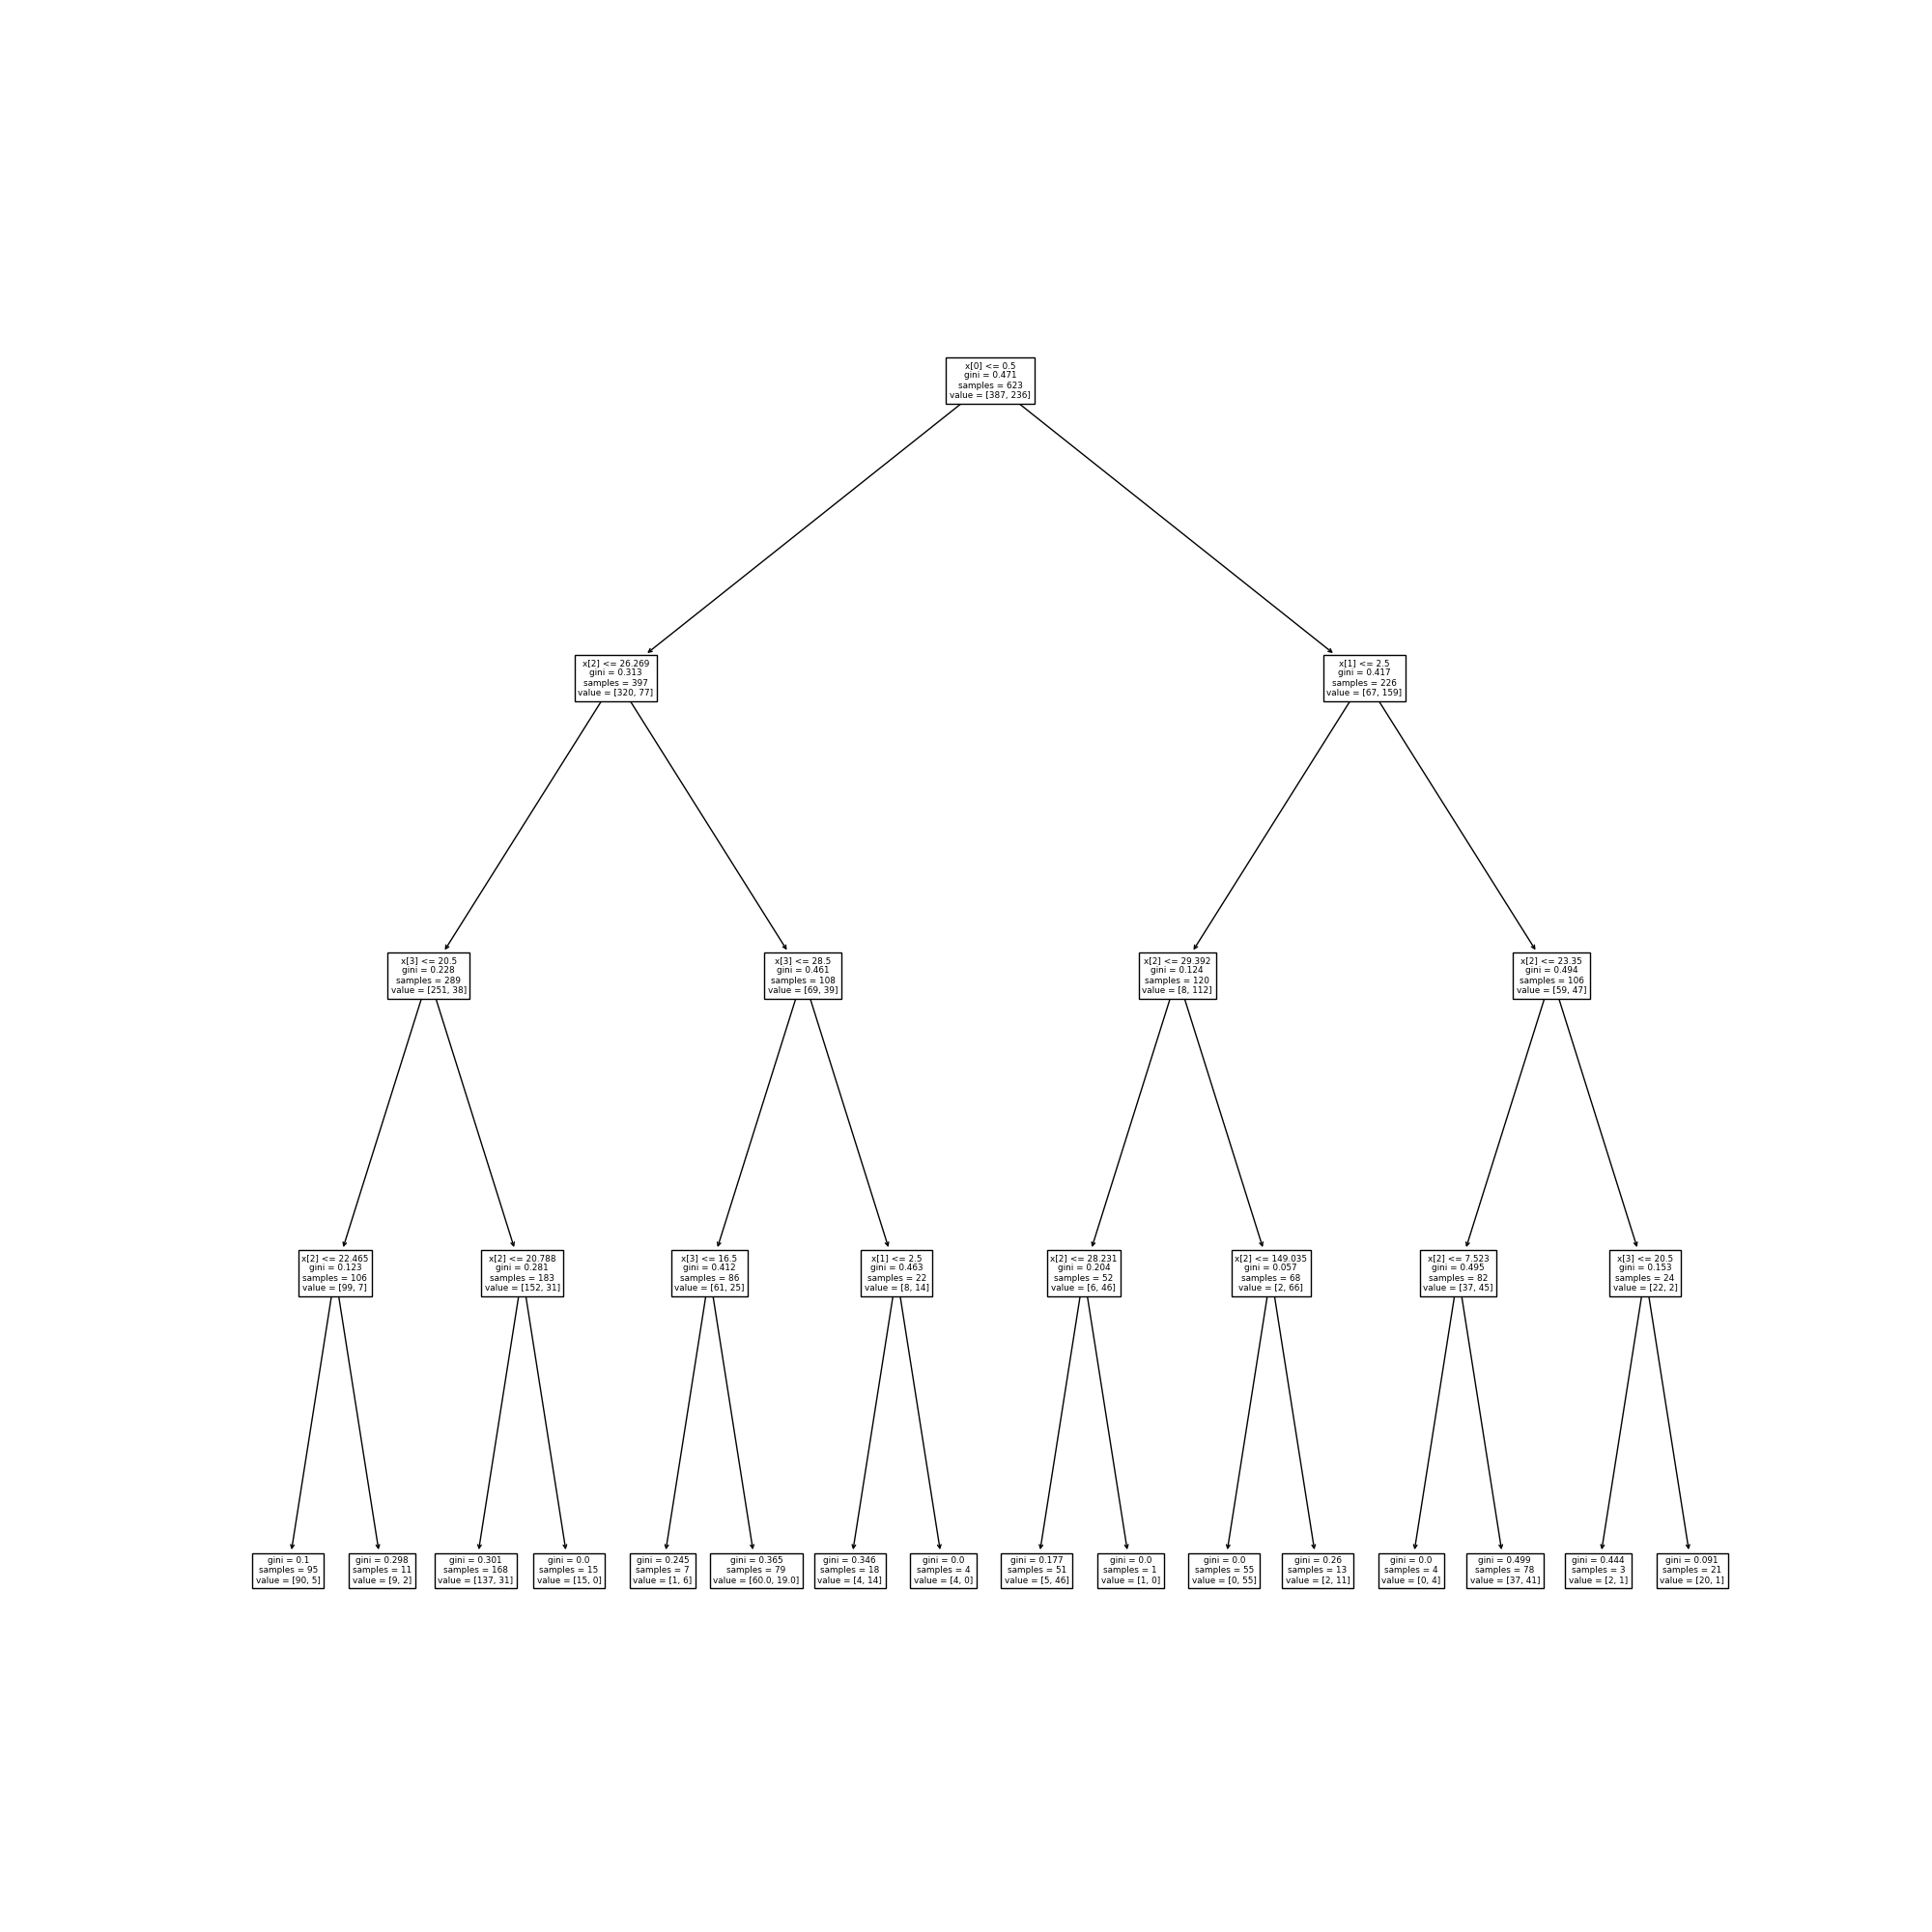 x[0] <= 0.5
gini = 0.471
samples = 623
value = [387, 236]
x[2] <= 26.269
gini = 0.313
samples = 397
value = [320, 77]
x[1] <= 2.5
gini = 0.417
samples = 226
value = [67, 159]
x[3] <= 20.5
gini = 0.228
samples = 289
value = [251, 38]
x[3] <= 28.5
gini = 0.461
samples = 108
value = [69, 39]
x[2] <= 29.392
gini = 0.124
samples = 120
value = [8, 112]
x[2] <= 23.35
gini = 0.494
samples = 106
value = [59, 47]
x[2] <= 22.465
gini = 0.123
samples = 106
value = [99, 7]
x[2] <= 20.788
gini = 0.281
samples = 183
value = [152, 31]
x[3] <= 16.5
gini = 0.412
samples = 86
value = [61, 25]
x[1] <= 2.5
gini = 0.463
samples = 22
value = [8, 14]
x[2] <= 28.231
gini = 0.204
samples = 52
value = [6, 46]
x[2] <= 149.035
gini = 0.057
samples = 68
value = [2, 66]
x[2] <= 7.523
gini = 0.495
samples = 82
value = [37, 45]
x[3] <= 20.5
gini = 0.153
samples = 24
value = [22, 2]
gini = 0.1
samples = 95
value = [90, 5]
gini = 0.298
samples = 11
value = [9, 2]
gini = 0.301
samples = 168
value = [137, 31]
gini = 0.0
samples = 15
value = [15, 0]
gini = 0.245
samples = 7
value = [1, 6]
gini = 0.365
samples = 79
value = [60.0, 19.0]
gini = 0.346
samples = 18
value = [4, 14]
gini = 0.0
samples = 4
value = [4, 0]
gini = 0.177
samples = 51
value = [5, 46]
gini = 0.0
samples = 1
value = [1, 0]
gini = 0.0
samples = 55
value = [0, 55]
gini = 0.26
samples = 13
value = [2, 11]
gini = 0.0
samples = 4
value = [0, 4]
gini = 0.499
samples = 78
value = [37, 41]
gini = 0.444
samples = 3
value = [2, 1]
gini = 0.091
samples = 21
value = [20, 1]